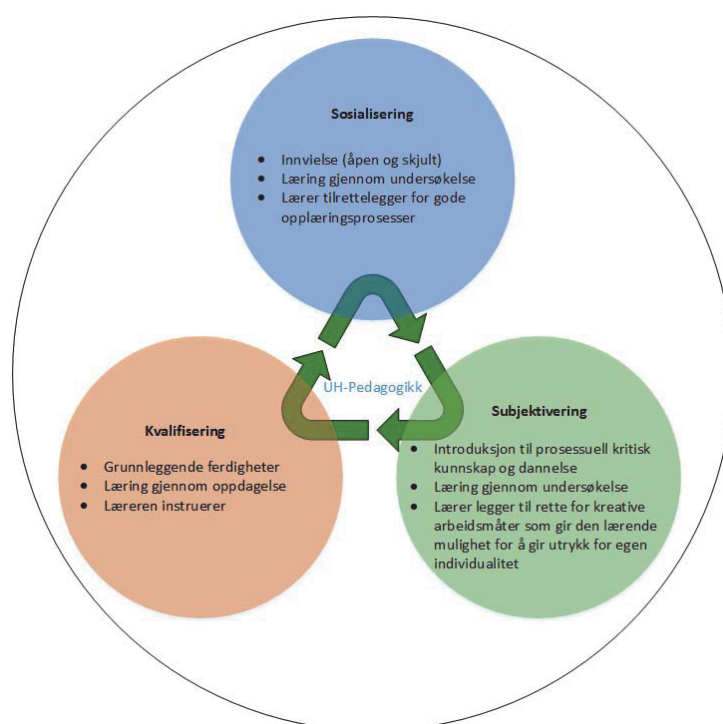 Sosialisering
• Innvielse (åpen og skjult)
• Læring gjennom undersøkelse
• Lærer tilrettelegger for gode
opplæringsprosesser
UH-Pedagogikk
Kvalifisering
• Grunnleggende ferdigheter
• Læring gjennom oppdagelse
• Læreren instruerer
Subjektivering
• Introduksjon til prosessuell kritisk
kunnskap og dannelse
• Læring gjennom undersøkelse
• Lærer legger til rette for kreative
arbeidsmåter som gir den lærende
mulighet for å gir utrykk for egen
individualitet